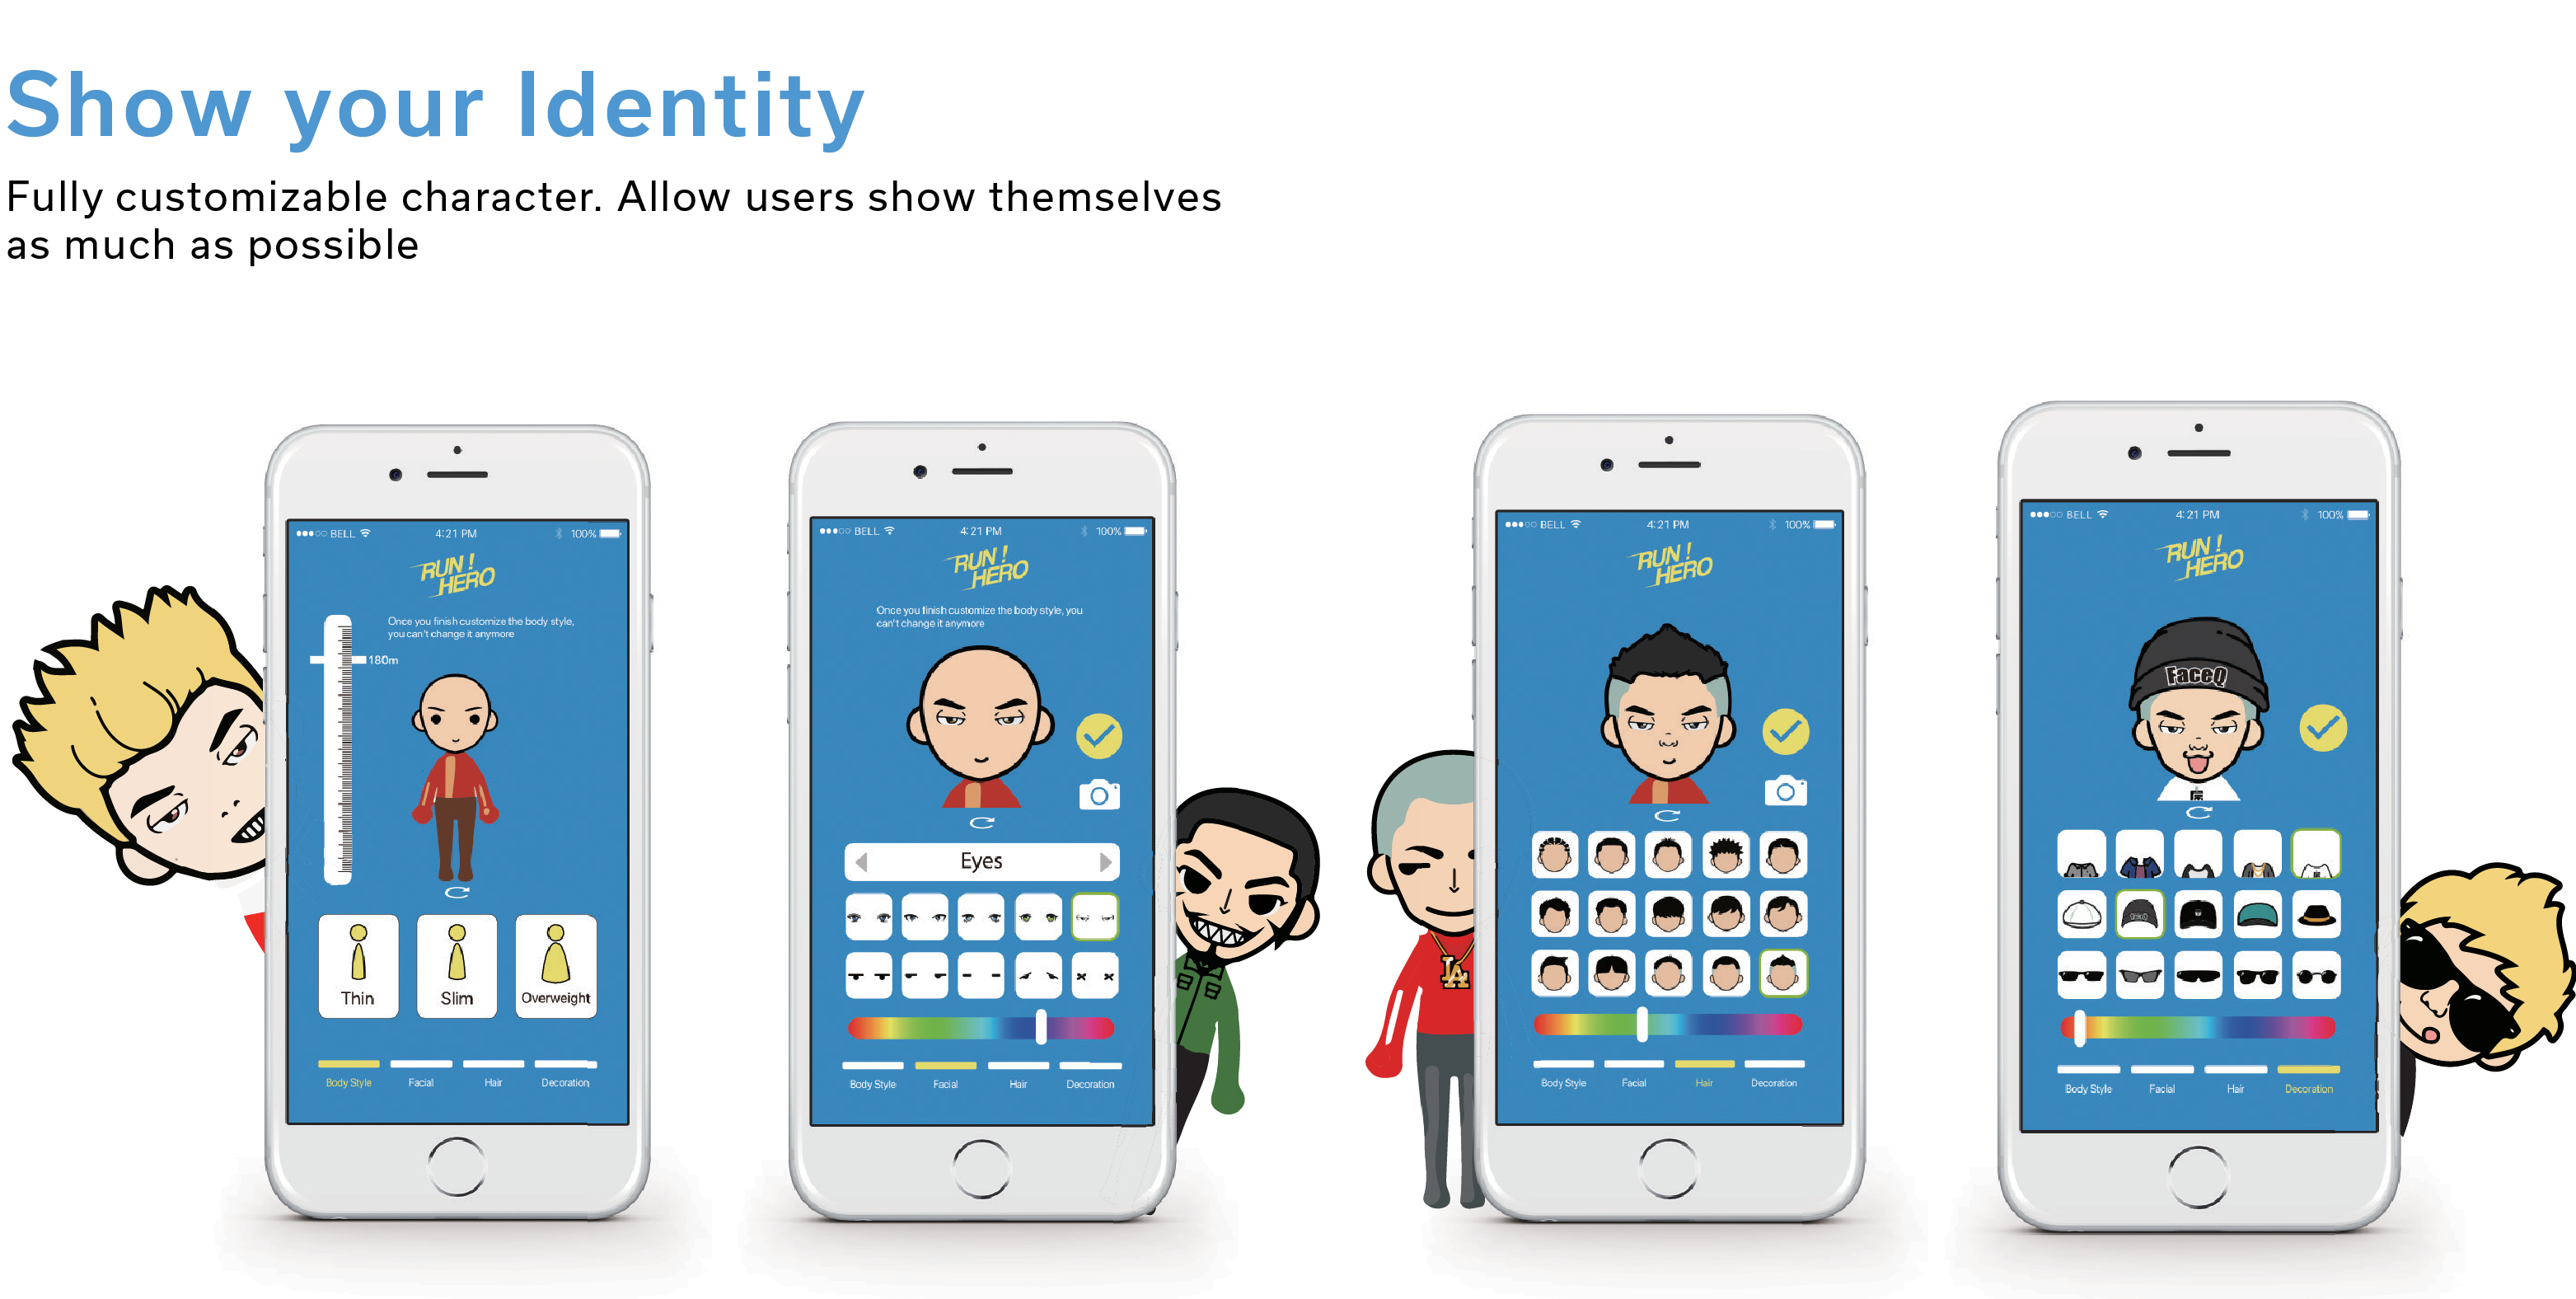 Show your Identity
Fully customizable character. Allow users show themselves
as much as possible
BELL 4:21 PM 100%
RUN !
HERO
Once you finish customize the body style,
you can't change it anymore
180m
Thin Slim Overweight
Body Style Facial Hair Decoration
BELL 4:21 PM 100%
RUN !
HERO
Once you finish customize the body style, you
can't change it anymore
Eyes
Body Style Facial Hair Decoration
LA
BELL 4:21 PM 100%
RUN !
HERO
Body Style Facial Hair Decoration
BELL 4:21 PM 100%
RUN !
HERO
FaceQ
Body Style Facial Hair Decoration